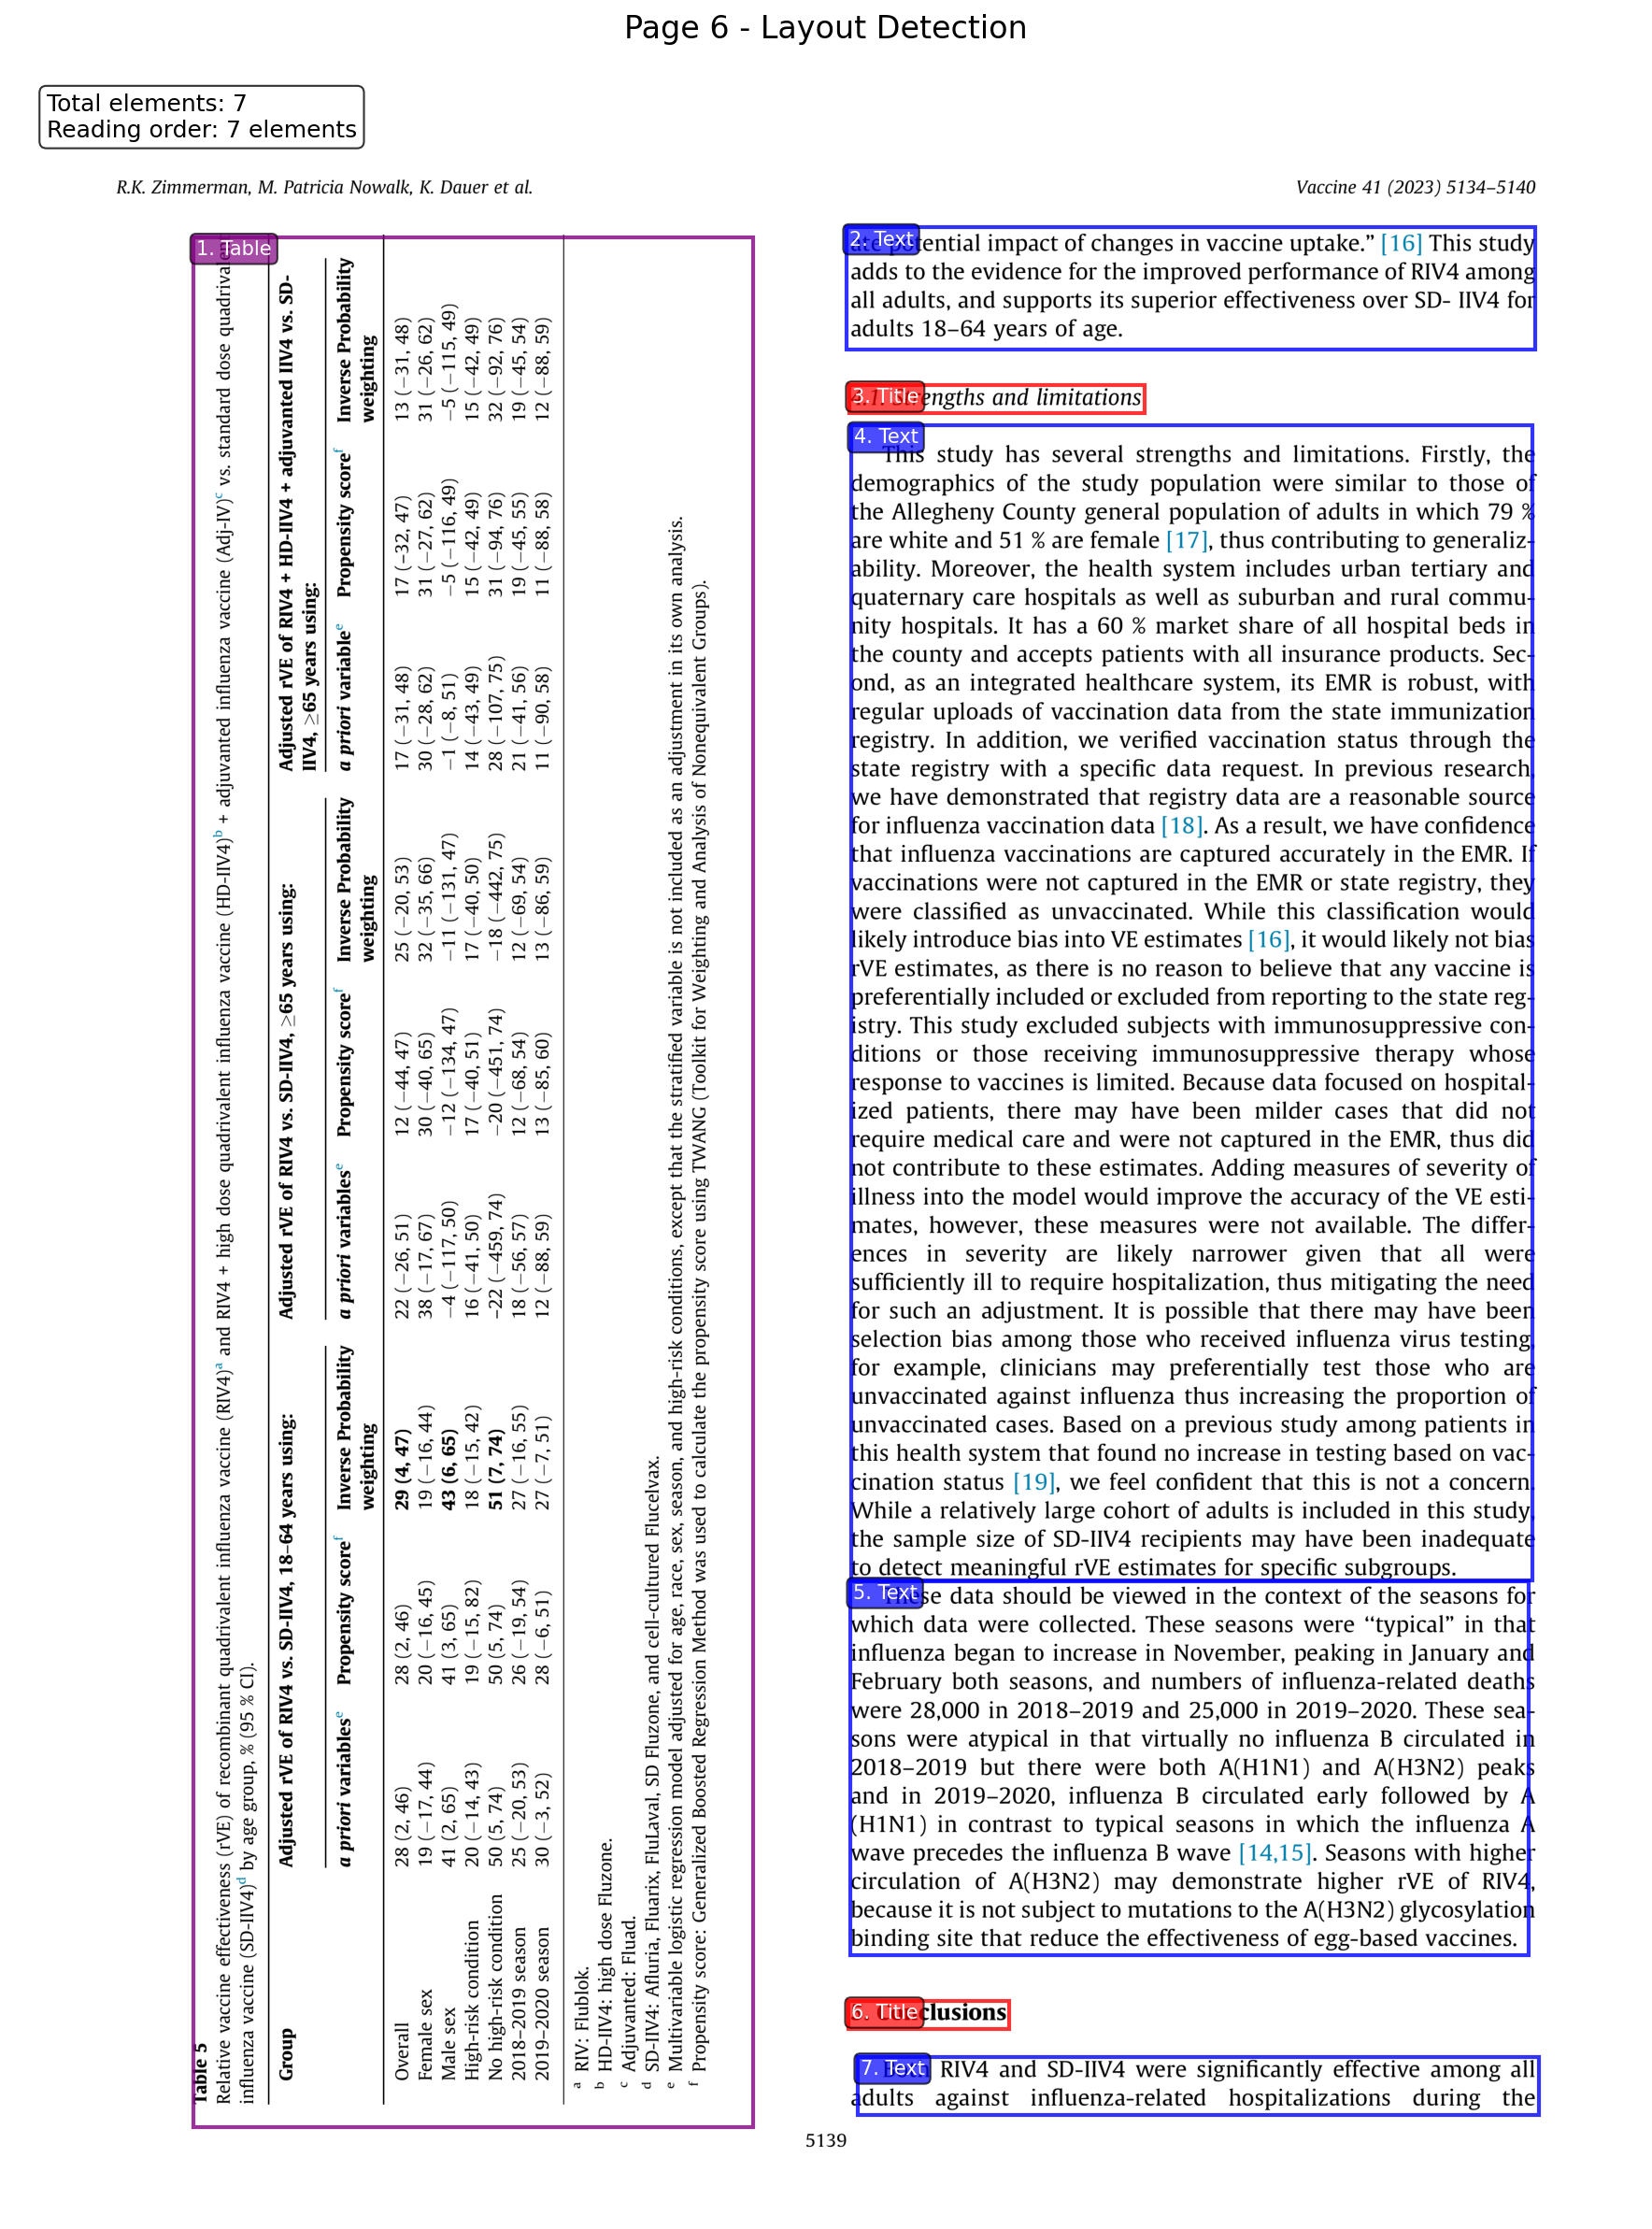 Page 6 - Layout Detection
Total elements: 7
Reading order: 7 elements
R.K. Zimmerman, M. Patricia Nowalk, K. Dauer et al.
Vaccine 41 (2023) 5134–5140
1. Table
Table 5
Relative vaccine effectiveness (rVE) of recombinant quadrivalent influenza vaccine (RIV4)a and RIV4 + high dose quadrivalent influenza vaccine (HD-IIV4)b + adjuvanted influenza vaccine (Adj-IV)c vs. standard dose quadrivalent
influenza vaccine (SD-IIV4)d by age group, % (95 % CI).
Group Adjusted rVE of RIV4 vs. SD-IIV4, 18–64 years using: Adjusted rVE of RIV4 vs. SD-IIV4, ≥65 years using: Adjusted rVE of RIV4 + HD-IIV4 + adjuvanted IIV4 vs. SD-
IIV4, ≥65 years using:
a priori variablese Propensity scoref Inverse Probability a priori variablese Propensity scoref Inverse Probability a priori variablee Propensity scoref Inverse Probability
weighting weighting weighting
Overall 28 (2, 46) 28 (2, 46) 29 (4, 47) 22 (−26, 51) 12 (−44, 47) 25 (−20, 53) 17 (−31, 48) 17 (-32, 47) 13 (−31, 48)
Female sex 19 (−17, 44) 20 (−16, 45) 19 (−16, 44) 38 (−17, 67) 30 (−40, 65) 32 (−35, 66) 30 (−28, 62) 31 (−27, 62) 31 (−26, 62)
Male sex 41 (2, 65) 41 (3, 65) 43 (6, 65) −4 (−117, 50) −12 (−134, 47) −11 (−131, 47) −1 (−8, 51) −5 (−116, 49) −5 (−115, 49)
High-risk condition 20 (−14, 43) 19 (−15, 82) 18 (−15, 42) 16 (−41, 50) 17 (−40, 51) 17 (−40, 50) 14 (−43, 49) 15 (−42, 49) 15 (−42, 49)
No high-risk condition 50 (5, 74) 50 (5, 74) 51 (7, 74) −22 (−459, 74) −20 (−451, 74) −18 (−442, 75) 28 (−107, 75) 31 (−94, 76) 32 (−92, 76)
2018–2019 season 25 (−20, 53) 26 (−19, 54) 27 (−16, 55) 18 (−56, 57) 12 (−68, 54) 12 (−69, 54) 21 (−41, 56) 19 (−45, 55) 19 (−45, 54)
2019–2020 season 30 (−3, 52) 28 (−6, 51) 27 (−7, 51) 12 (−88, 59) 13 (−85, 60) 13 (−86, 59) 11 (−90, 58) 11 (−88, 58) 12 (−88, 59)
a RIV: Flublok.
b HD-IIV4: high dose Fluzone.
c Adjuvanted: Fluad.
d SD-IIV4: Afluria, Fluarix, FluLaval, SD Fluzone, and cell-cultured Flucelvax.
e Multivariable logistic regression model adjusted for age, race, sex, season, and high-risk conditions, except that the stratified variable is not included as an adjustment in its own analysis.
f Propensity score: Generalized Boosted Regression Method was used to calculate the propensity score using TWANG (Toolkit for Weighting and Analysis of Nonequivalent Groups).
2. Text
ate potential impact of changes in vaccine uptake.” [16] This study
adds to the evidence for the improved performance of RIV4 among
all adults, and supports its superior effectiveness over SD- IIV4 for
adults 18–64 years of age.
3. Title
4.1. Strengths and limitations
4. Text
This study has several strengths and limitations. Firstly, the
demographics of the study population were similar to those of
the Allegheny County general population of adults in which 79 %
are white and 51 % are female [17], thus contributing to generaliz-
ability. Moreover, the health system includes urban tertiary and
quaternary care hospitals as well as suburban and rural commu-
nity hospitals. It has a 60 % market share of all hospital beds in
the county and accepts patients with all insurance products. Sec-
ond, as an integrated healthcare system, its EMR is robust, with
regular uploads of vaccination data from the state immunization
registry. In addition, we verified vaccination status through the
state registry with a specific data request. In previous research,
we have demonstrated that registry data are a reasonable source
for influenza vaccination data [18]. As a result, we have confidence
that influenza vaccinations are captured accurately in the EMR. If
vaccinations were not captured in the EMR or state registry, they
were classified as unvaccinated. While this classification would
likely introduce bias into VE estimates [16], it would likely not bias
rVE estimates, as there is no reason to believe that any vaccine is
preferentially included or excluded from reporting to the state reg-
istry. This study excluded subjects with immunosuppressive con-
ditions or those receiving immunosuppressive therapy whose
response to vaccines is limited. Because data focused on hospital-
ized patients, there may have been milder cases that did not
require medical care and were not captured in the EMR, thus did
not contribute to these estimates. Adding measures of severity of
illness into the model would improve the accuracy of the VE esti-
mates, however, these measures were not available. The differ-
ences in severity are likely narrower given that all were
sufficiently ill to require hospitalization, thus mitigating the need
for such an adjustment. It is possible that there may have been
selection bias among those who received influenza virus testing,
for example, clinicians may preferentially test those who are
unvaccinated against influenza thus increasing the proportion of
unvaccinated cases. Based on a previous study among patients in
this health system that found no increase in testing based on vac-
cination status [19], we feel confident that this is not a concern.
While a relatively large cohort of adults is included in this study,
the sample size of SD-IIV4 recipients may have been inadequate
to detect meaningful rVE estimates for specific subgroups.
5. Text
These data should be viewed in the context of the seasons for
which data were collected. These seasons were “typical” in that
influenza began to increase in November, peaking in January and
February both seasons, and numbers of influenza-related deaths
were 28,000 in 2018–2019 and 25,000 in 2019–2020. These sea-
sons were atypical in that virtually no influenza B circulated in
2018–2019 but there were both A(H1N1) and A(H3N2) peaks
and in 2019–2020, influenza B circulated early followed by A
(H1N1) in contrast to typical seasons in which the influenza A
wave precedes the influenza B wave [14,15]. Seasons with higher
circulation of A(H3N2) may demonstrate higher rVE of RIV4,
because it is not subject to mutations to the A(H3N2) glycosylation
binding site that reduce the effectiveness of egg-based vaccines.
6. Title
Conclusions
7. Text
Both RIV4 and SD-IIV4 were significantly effective among all
adults against influenza-related hospitalizations during the
5139